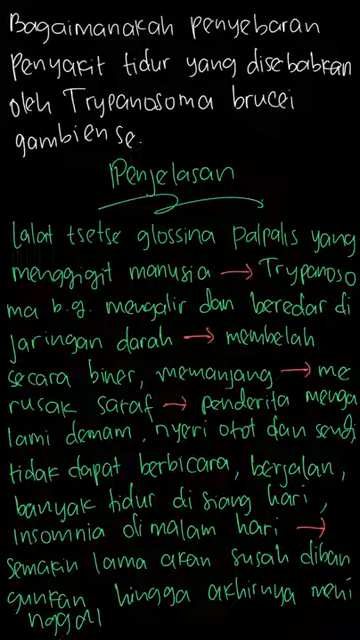 Bagaimanakah penyebaran
Penyakit tidur yang disebabkan
oleh Trypanosoma brucei
gambiense.
Penjelasan
Lalat tsetse glossina palpalis yang
menggigit manusia → Trypanoso
ma b.g. mengalir dan beredar di
jaringan darah → membelah
secara biner, memanjang → me
rusak saraf → penderita menga
lami demam, nyeri otot dan sendi,
tidak dapat berbicara, berjalan,
banyak tidur di siang hari,
insomnia di malam hari →
semakin lama akan susah diban
gunkan hingga akhirnya meni
nggal